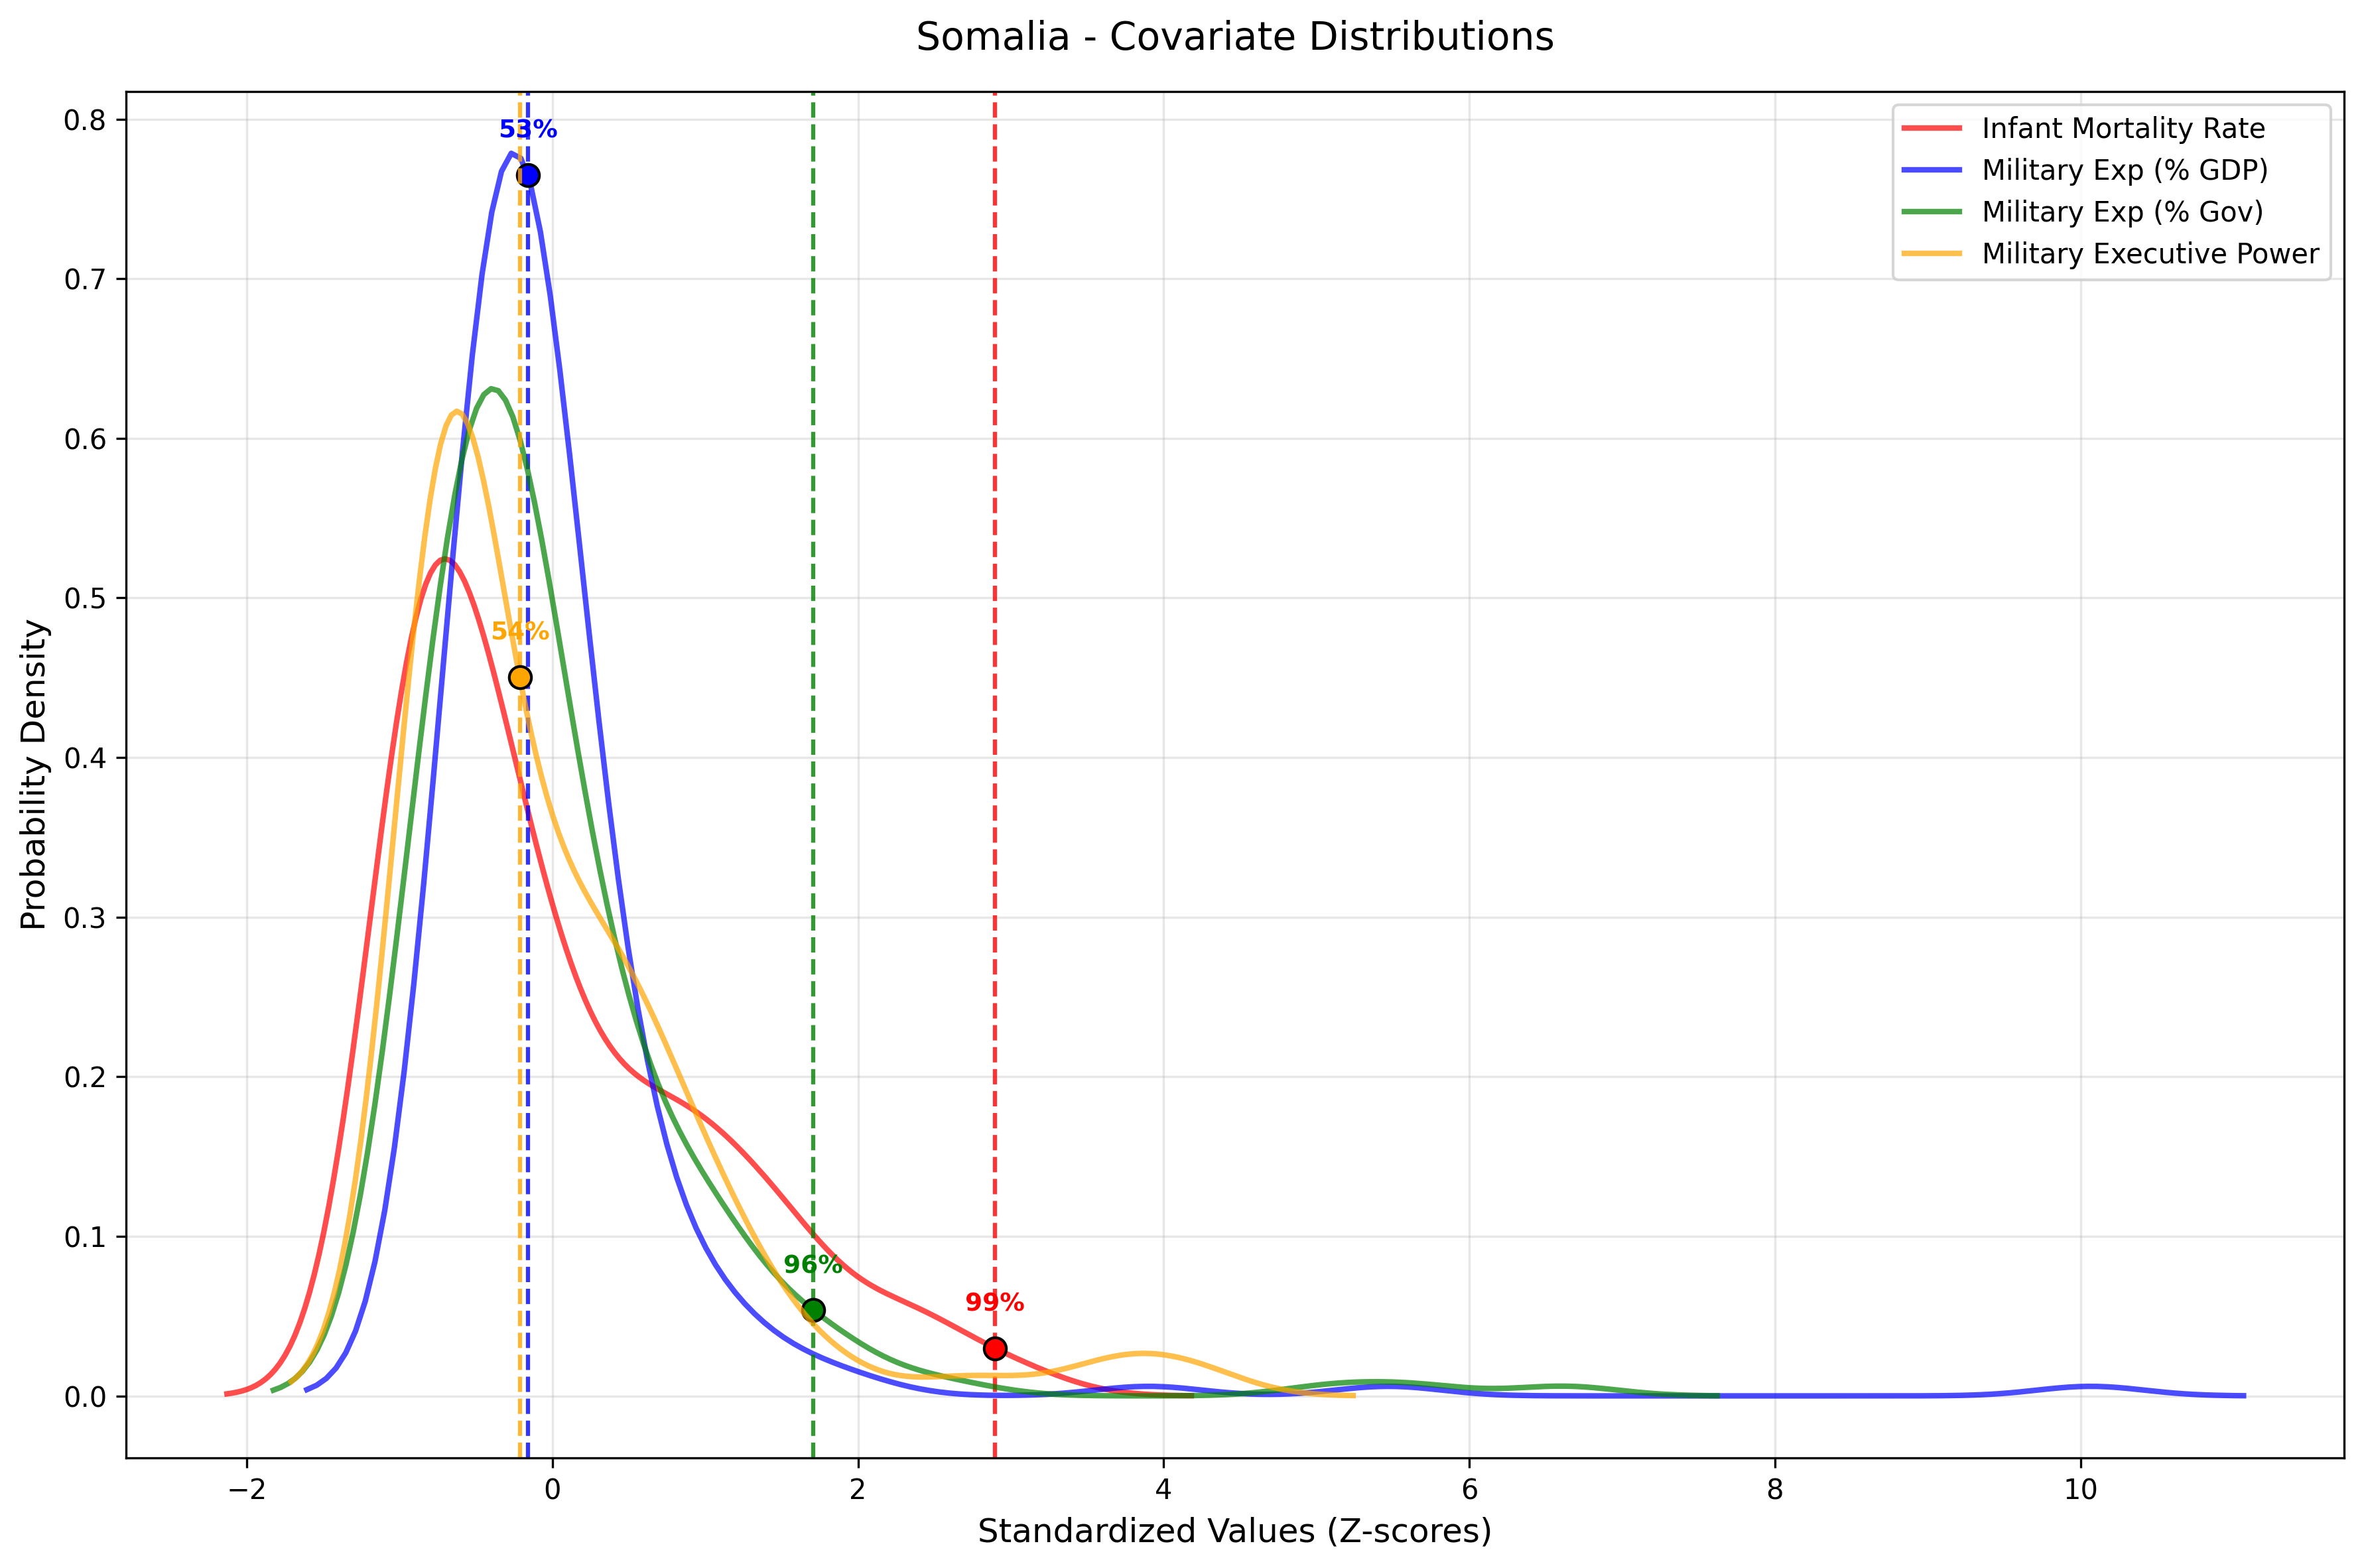 Somalia - Covariate Distributions
Infant Mortality Rate
Military Exp (% GDP)
Military Exp (% Gov)
Military Executive Power
53%
54%
96%
99%
Probability Density
0.8
0.7
0.6
0.5
0.4
0.3
0.2
0.1
0.0
−2
0
2
4
6
8
10
Standardized Values (Z-scores)